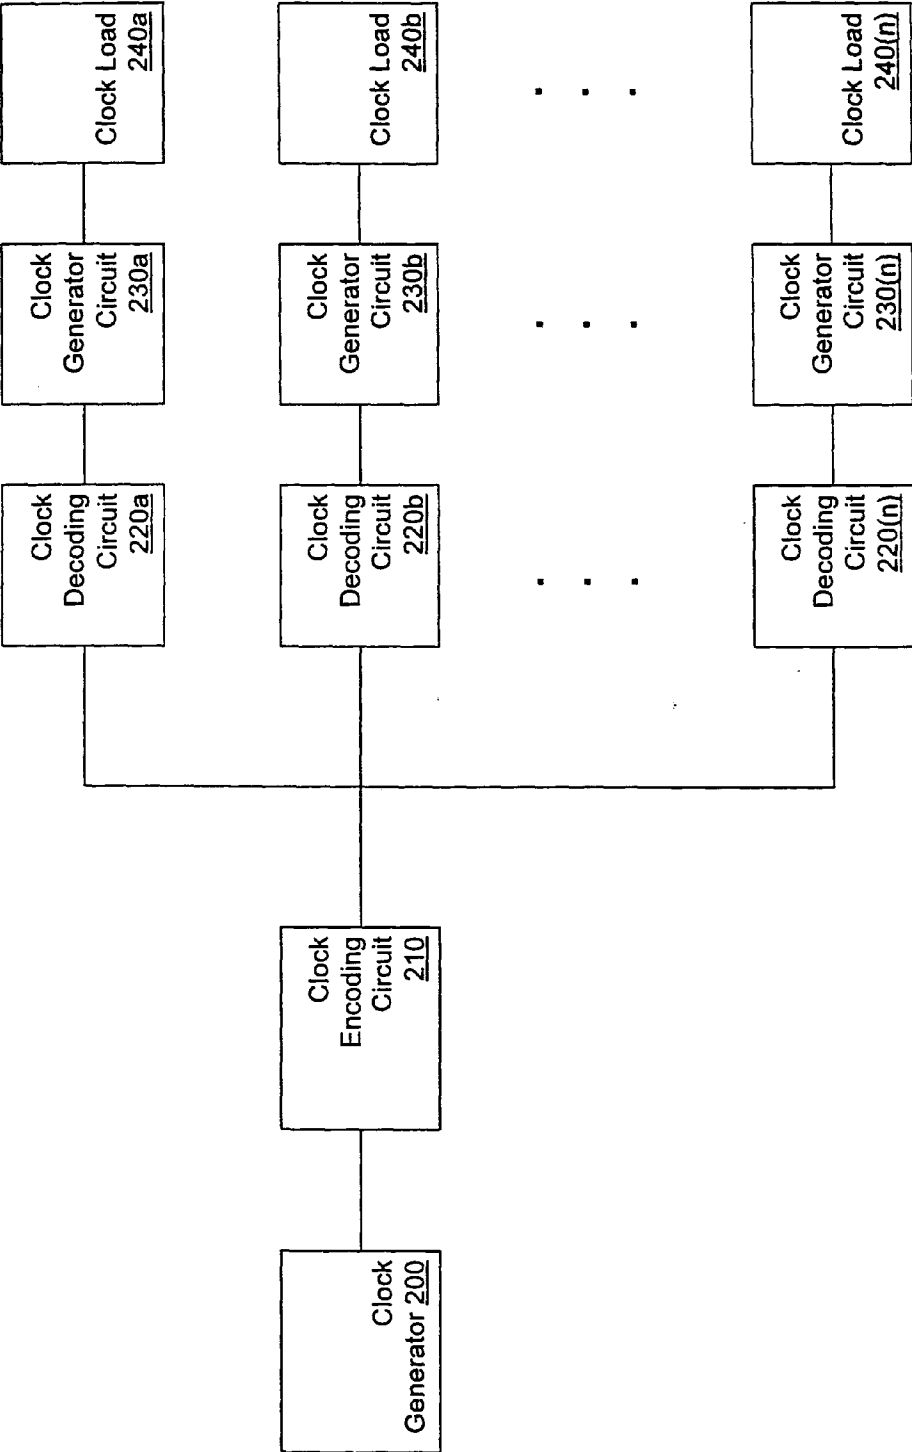 Clock
Generator 200
Clock
Encoding
Circuit
210
Clock
Decoding
Circuit
220a
Clock
Generator
Circuit
230a
Clock Load
240a
Clock
Decoding
Circuit
220b
Clock
Generator
Circuit
230b
Clock Load
240b
. . .
. . .
. . .
Clock
Decoding
Circuit
220(n)
Clock
Generator
Circuit
230(n)
Clock Load
240(n)